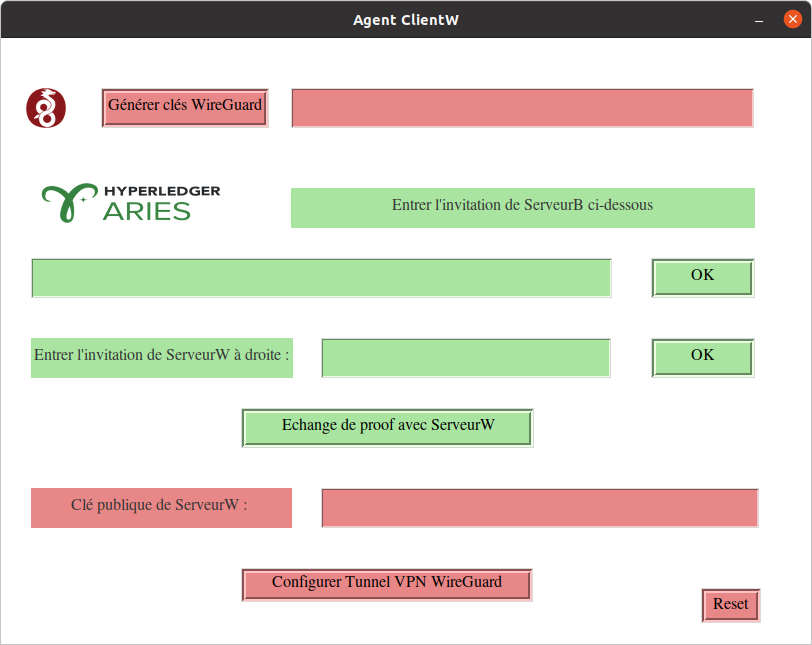 Agent ClientW
Générer clés WireGuard
HYPERLEDGER
ARIES
Entrer l'invitation de ServeurB ci-dessous
OK
Entrer l'invitation de ServeurW à droite :
OK
Echange de proof avec ServeurW
Clé publique de ServeurW :
Configurer Tunnel VPN WireGuard
Reset